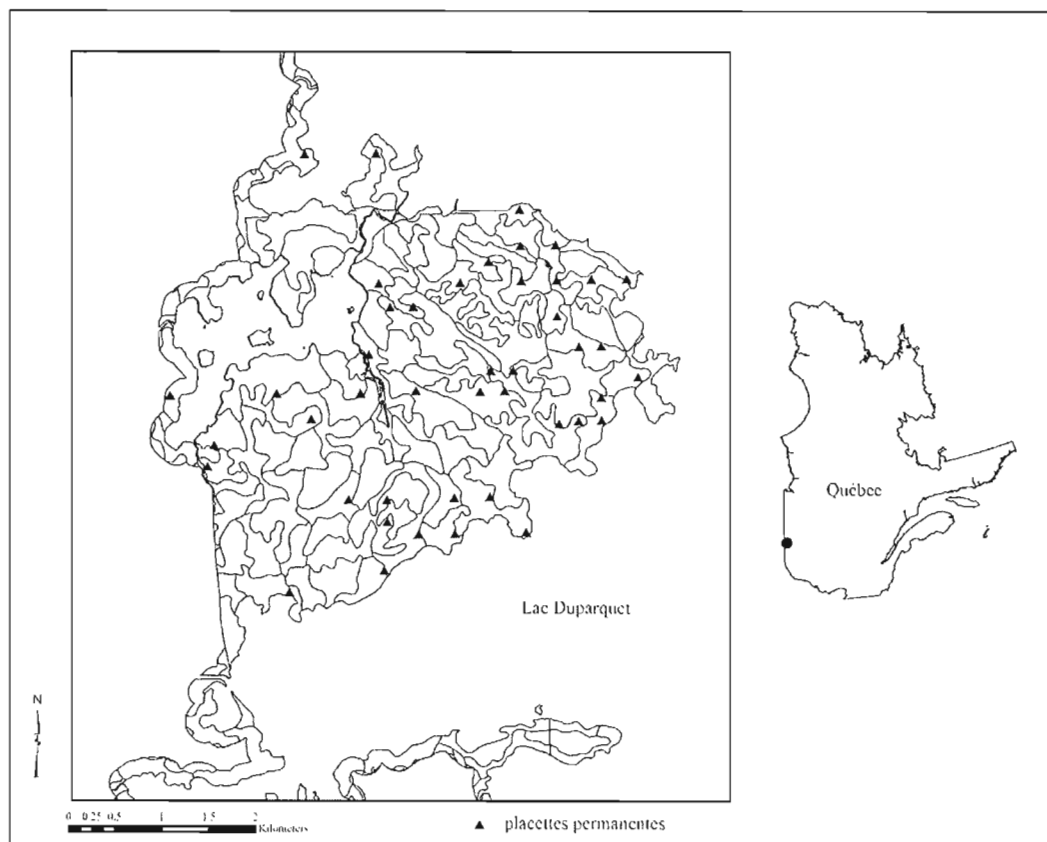 Québec
Lac Duparquet
N
0 0.25 0.5 1 1.5 2
Kilometers
▲ placettes permanentes